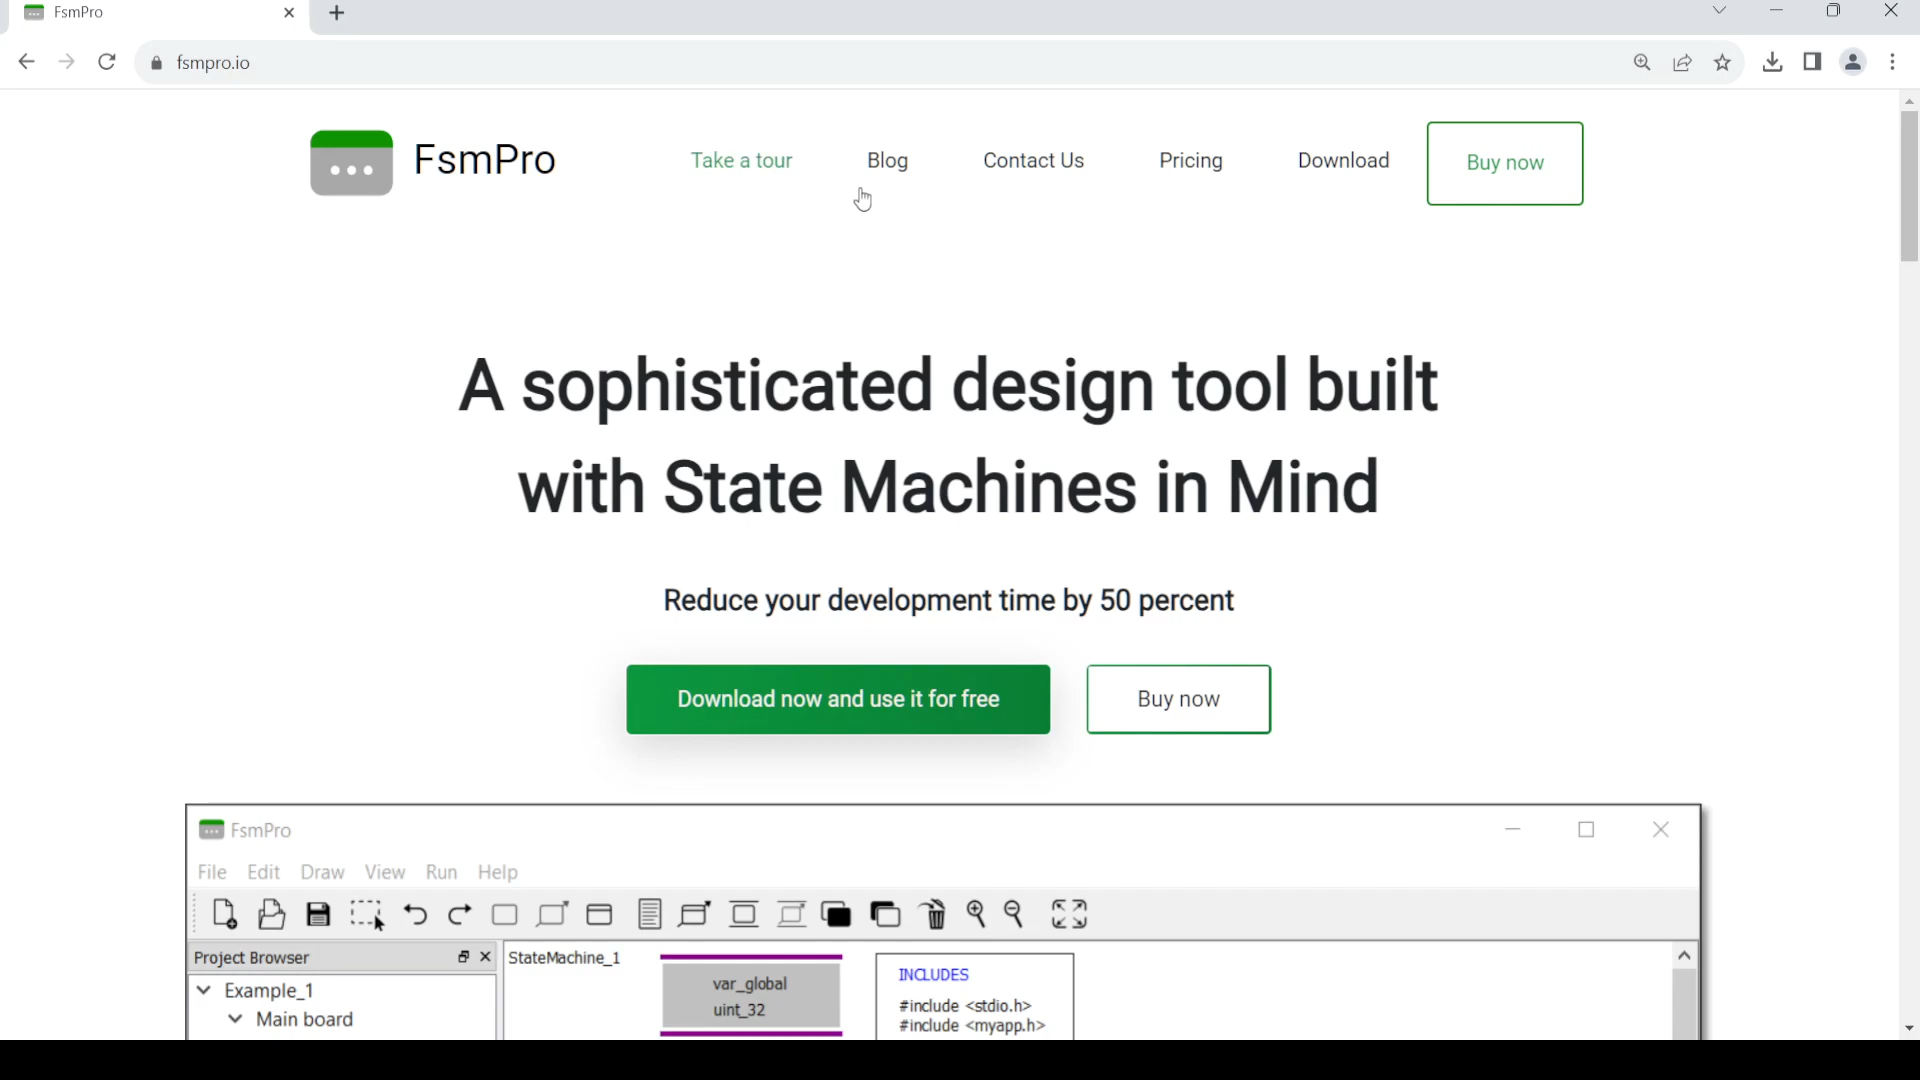 FsmPro
fsmpro.io
FsmPro
Take a tour
Blog
Contact Us
Pricing
Download
Buy now
A sophisticated design tool built
with State Machines in Mind
Reduce your development time by 50 percent
Download now and use it for free
Buy now
FsmPro
File Edit Draw View Run Help
Project Browser
StateMachine_1
var_global
uint_32
INCLUDES
#include <stdio.h>
#include <myapp.h>
Example_1
Main board